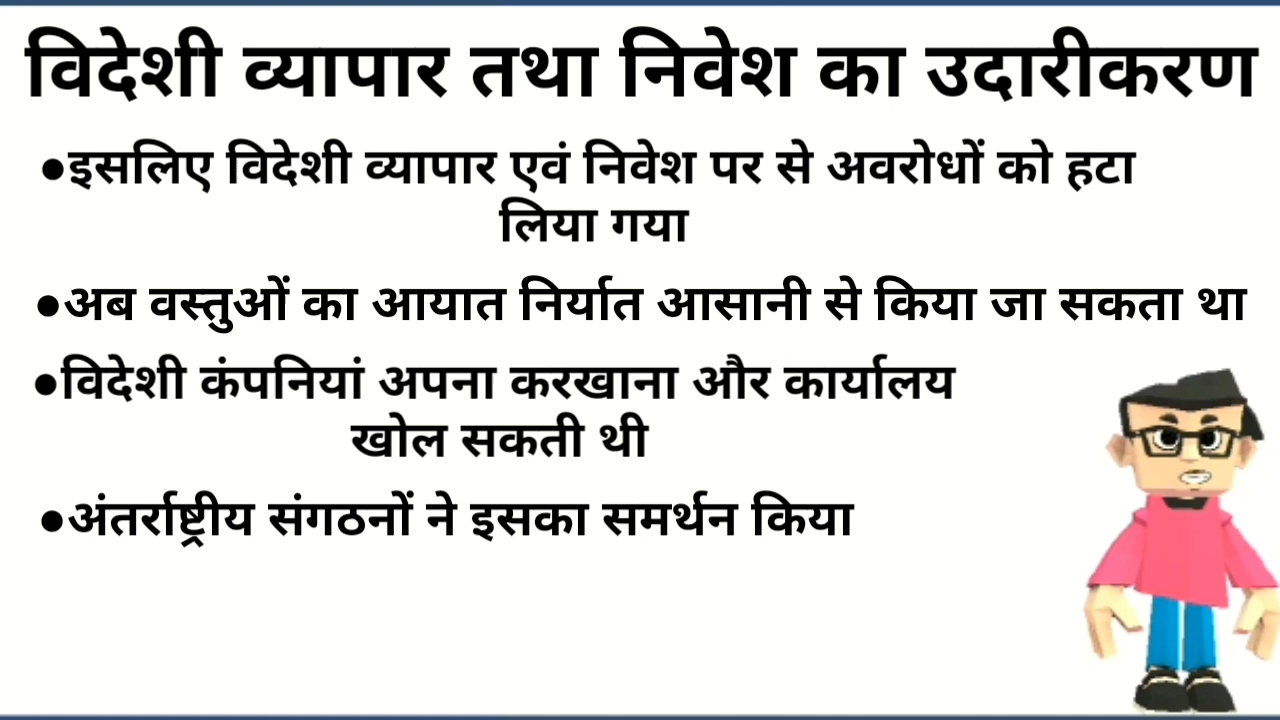 विदेशी व्यापार तथा निवेश का उदारीकरण
●इसलिए विदेशी व्यापार एवं निवेश पर से अवरोधों को हटा
लिया गया
●अब वस्तुओं का आयात निर्यात आसानी से किया जा सकता था
●विदेशी कंपनियां अपना करखाना और कार्यालय
खोल सकती थी
●अंतर्राष्ट्रीय संगठनों ने इसका समर्थन किया